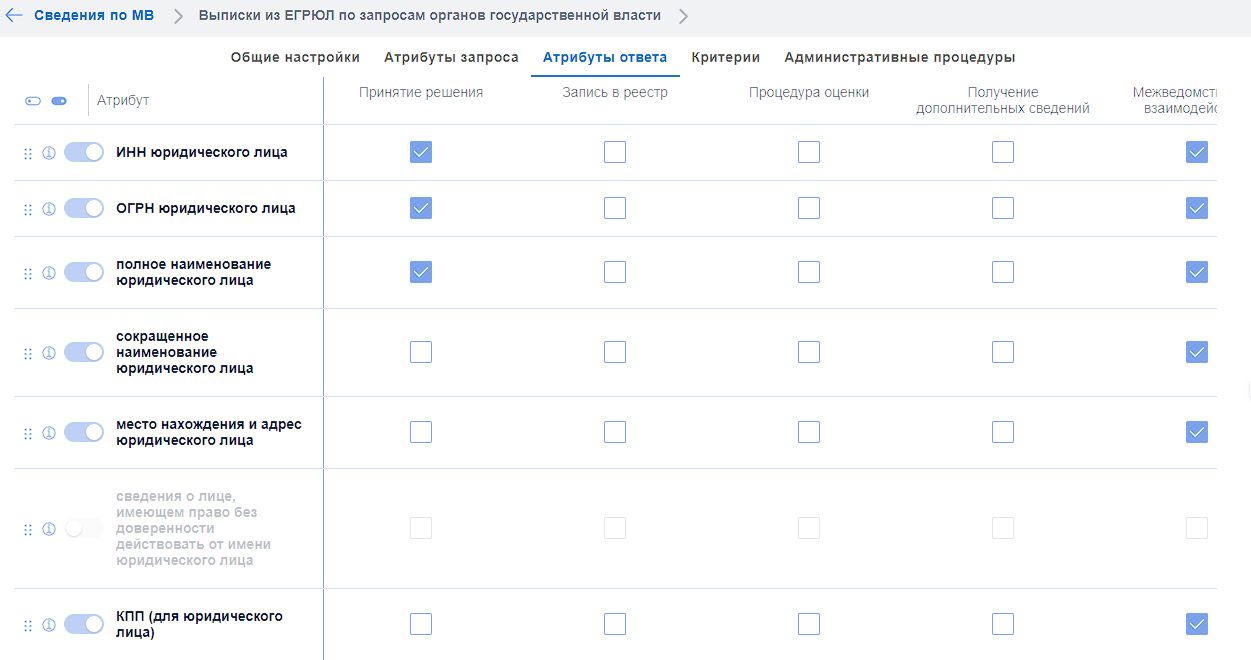 Сведения по МВ
Выписки из ЕГРЮЛ по запросам органов государственной власти
Общие настройки
Атрибуты запроса
Атрибуты ответа
Критерии
Административные процедуры
Атрибут
Принятие решения
Запись в реестр
Процедура оценки
Получение
дополнительных сведений
Межведомст
взаимодейс
ИНН юридического лица
ОГРН юридического лица
полное наименование
юридического лица
сокращенное
наименование
юридического лица
место нахождения и адрес
юридического лица
сведения о лице,
имеющем право без
доверенности
действовать от имени
юридического лица
КПП (для юридического
лица)